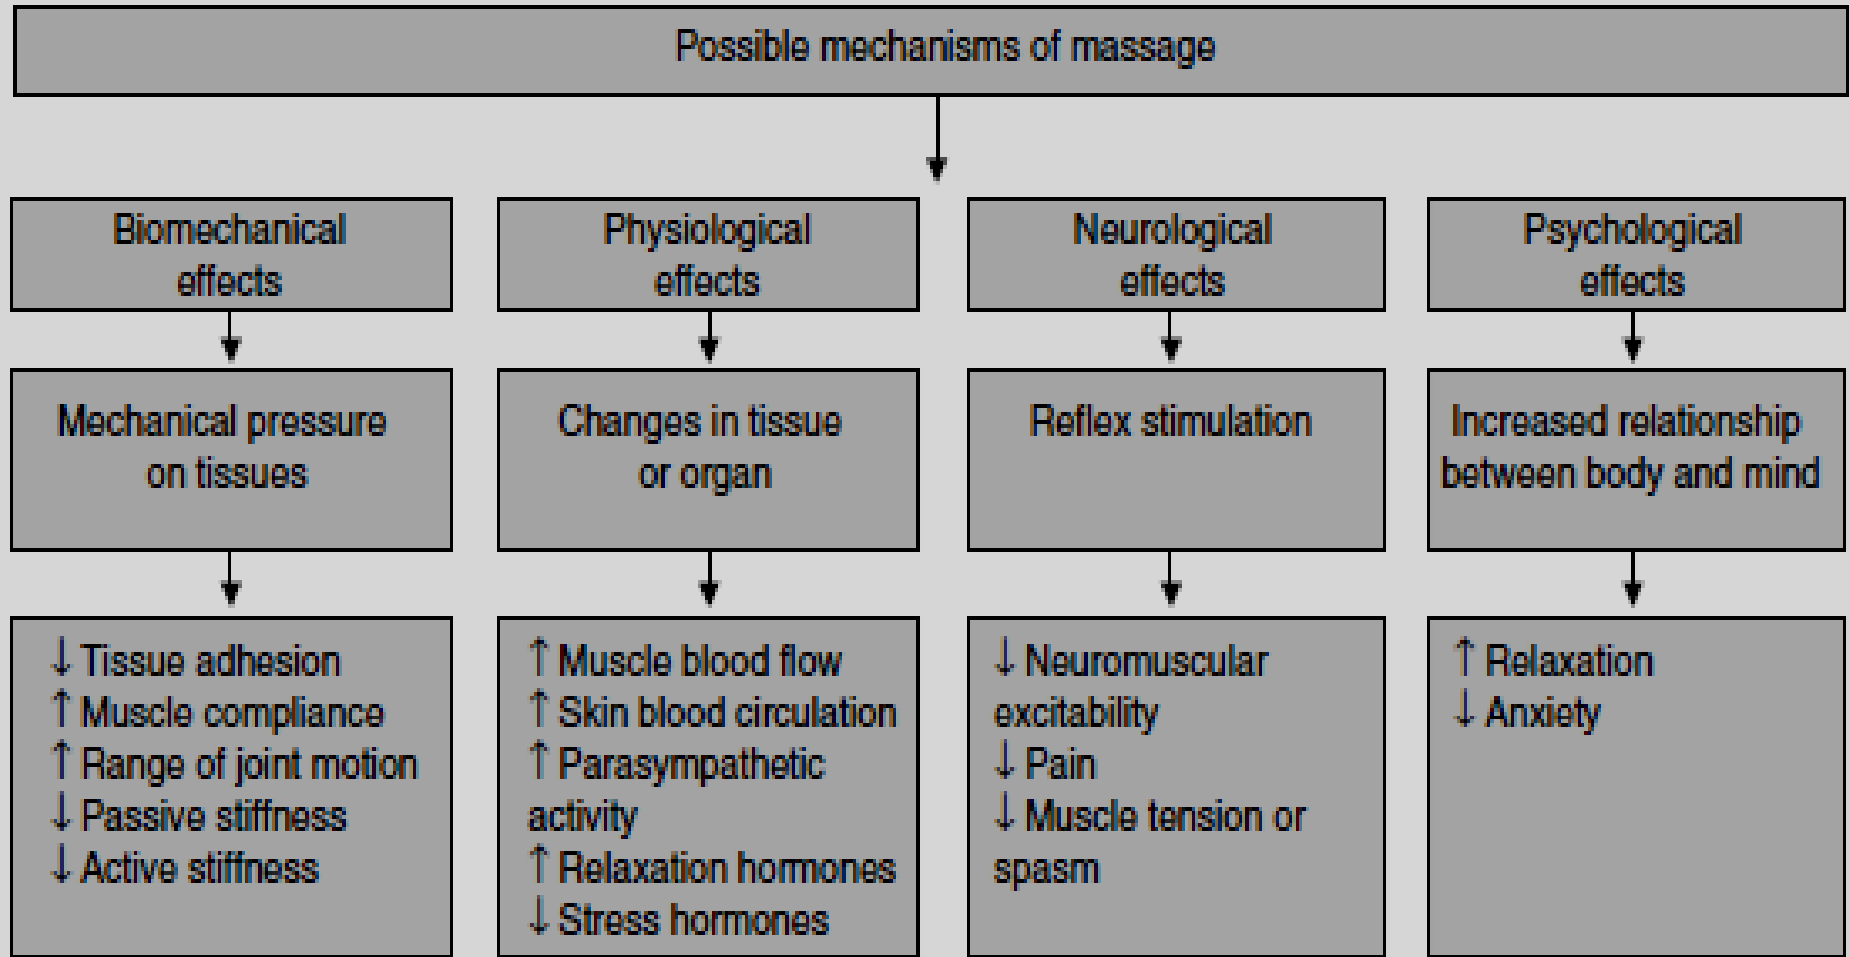 Possible mechanisms of massage
Biomechanical
effects
Physiological
effects
Neurological
effects
Psychological
effects
Mechanical pressure
on tissues
Changes in tissue
or organ
Reflex stimulation
Increased relationship
between body and mind
↓ Tissue adhesion
↑ Muscle compliance
↑ Range of joint motion
↓ Passive stiffness
↓ Active stiffness
↑ Muscle blood flow
↑ Skin blood circulation
↑ Parasympathetic
activity
↑ Relaxation hormones
↓ Stress hormones
↓ Neuromuscular
excitability
↓ Pain
↓ Muscle tension or
spasm
↑ Relaxation
↓ Anxiety